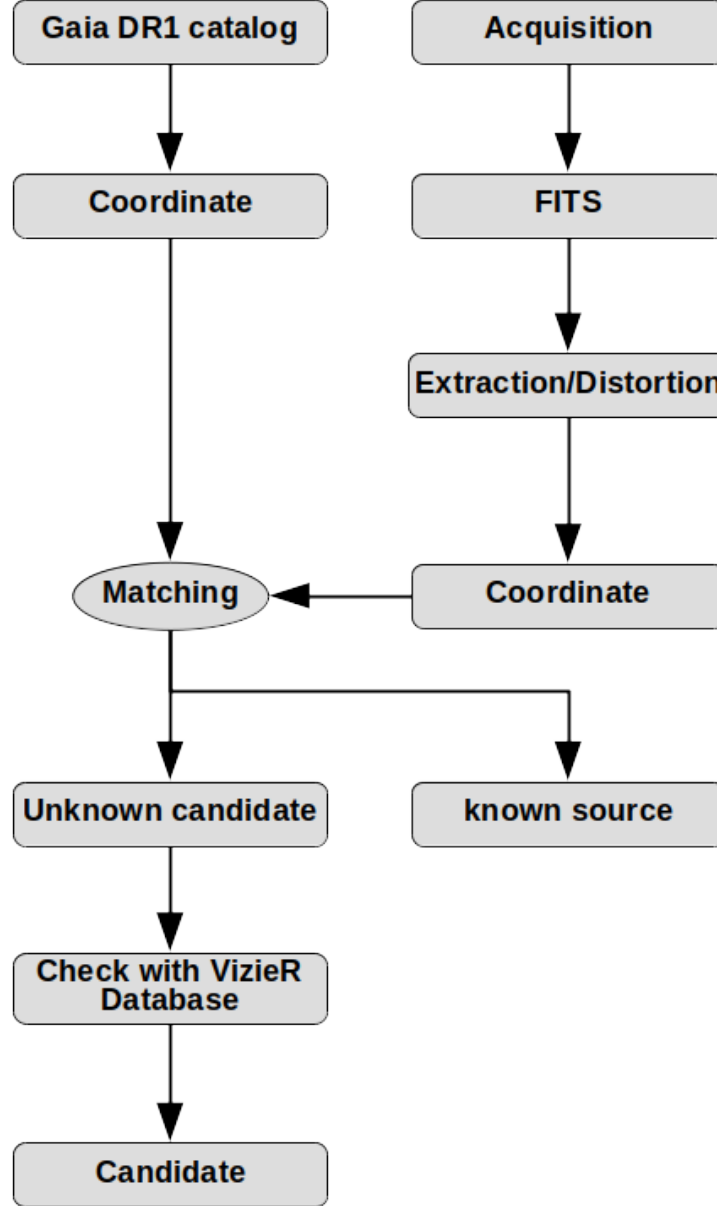 Gaia DR1 catalog
Acquisition
Coordinate
FITS
Extraction/Distortion
Matching
Coordinate
Unknown candidate
known source
Check with VizieR
Database
Candidate